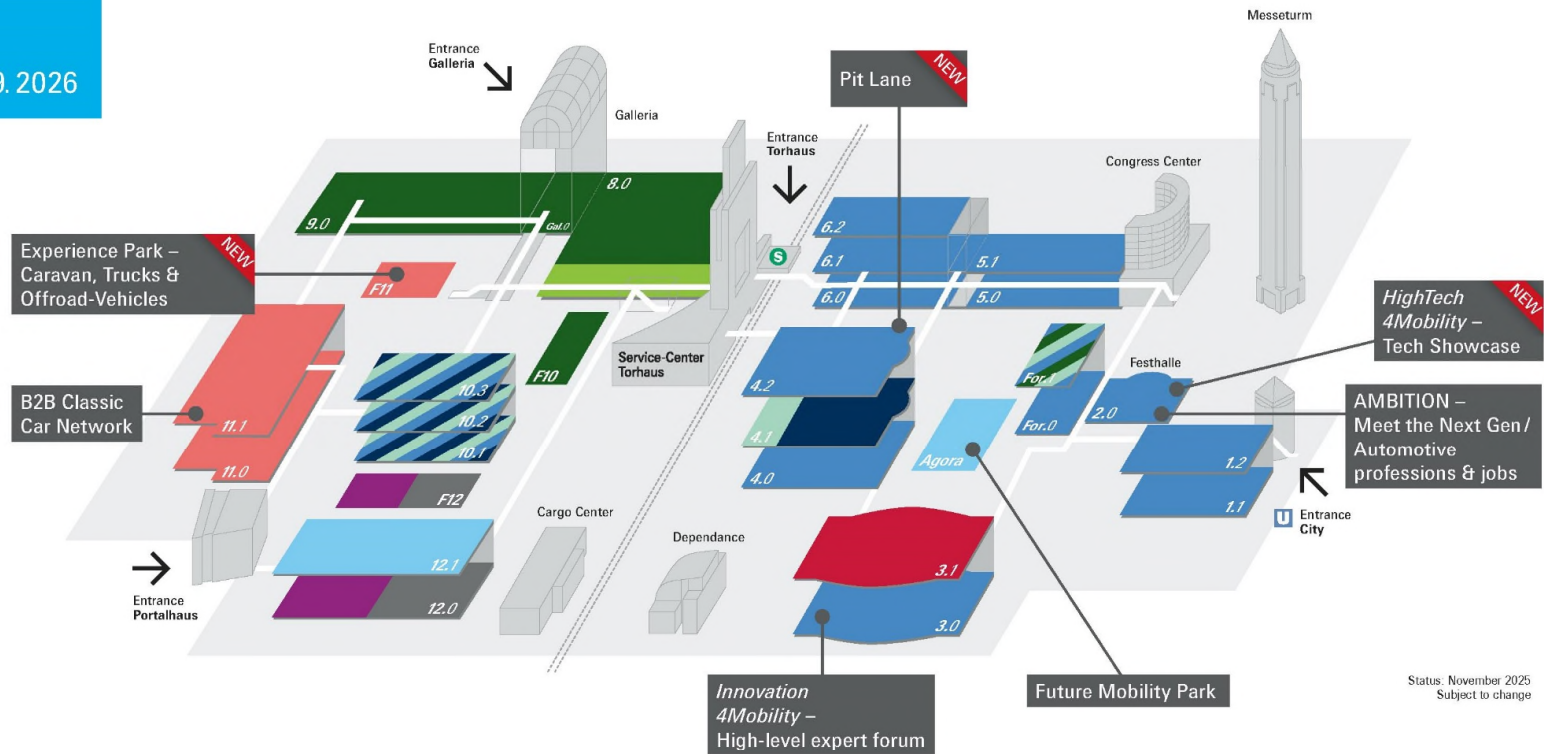 9. 2026
Messeturm
Entrance
Galleria
Pit Lane
NEW
Galleria
Entrance
Torhaus
Congress Center
8.0
9.0
Gal.0
6.2
6.1
6.0
5.1
5.0
S
Experience Park –
Caravan, Trucks &
Offroad-Vehicles
NEW
F11
HighTech
4Mobility –
Tech Showcase
NEW
Service-Center
Torhaus
F10
4.2
4.1
4.0
For.1
For.0
Festhalle
2.0
B2B Classic
Car Network
11.1
11.0
10.3
10.2
10.1
AMBITION –
Meet the Next Gen /
Automotive
professions & jobs
Agora
1.2
1.1
U
Entrance
City
F12
Cargo Center
Dependance
12.1
12.0
3.1
3.0
Entrance
Portalhaus
Innovation
4Mobility –
High-level expert forum
Future Mobility Park
Status: November 2025
Subject to change